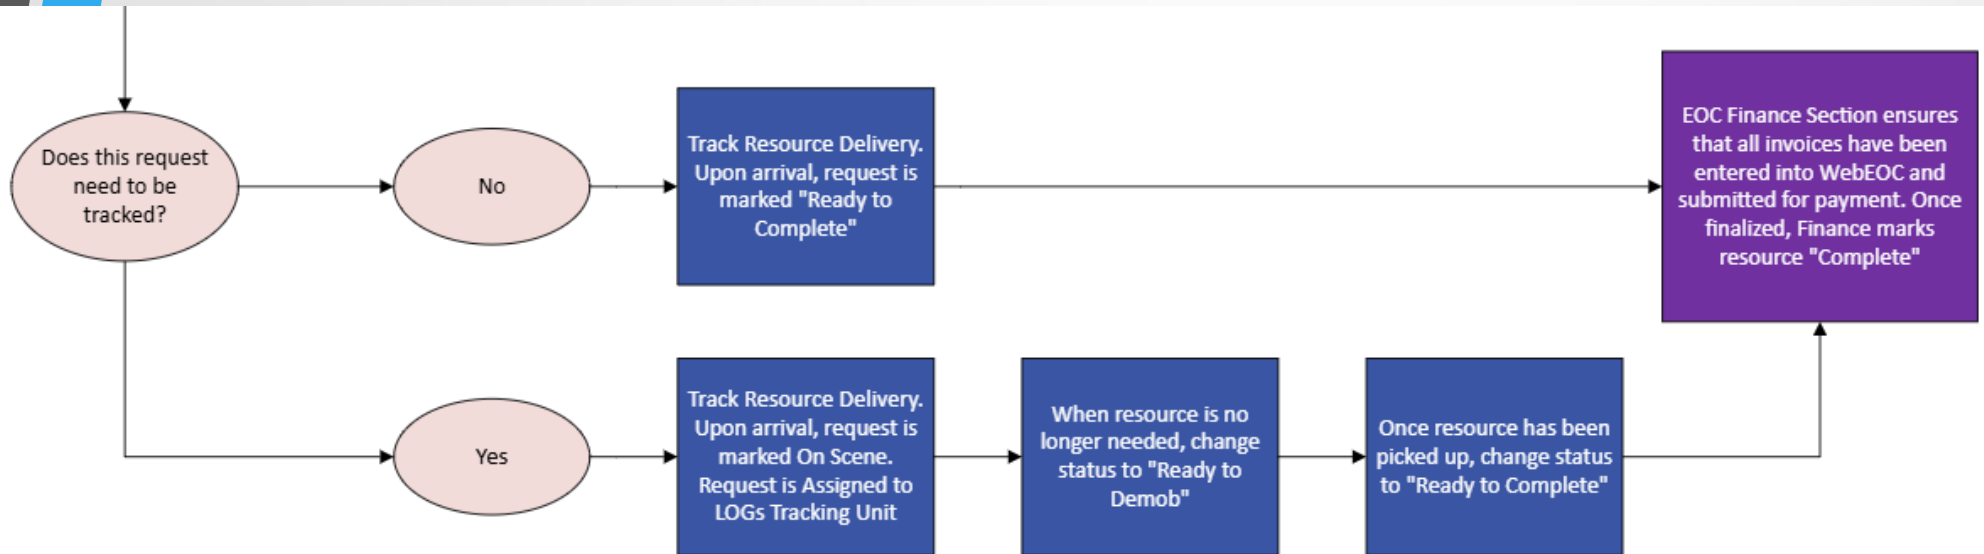 Does this request
need to be
tracked?
No
Track Resource Delivery.
Upon arrival, request is
marked "Ready to
Complete"
EOC Finance Section ensures
that all invoices have been
entered into WebEOC and
submitted for payment. Once
finalized, Finance marks
resource "Complete"
Yes
Track Resource Delivery.
Upon arrival, request is
marked On Scene.
Request is Assigned to
LOGs Tracking Unit
When resource is no
longer needed, change
status to "Ready to
Demob"
Once resource has been
picked up, change status
to "Ready to Complete"